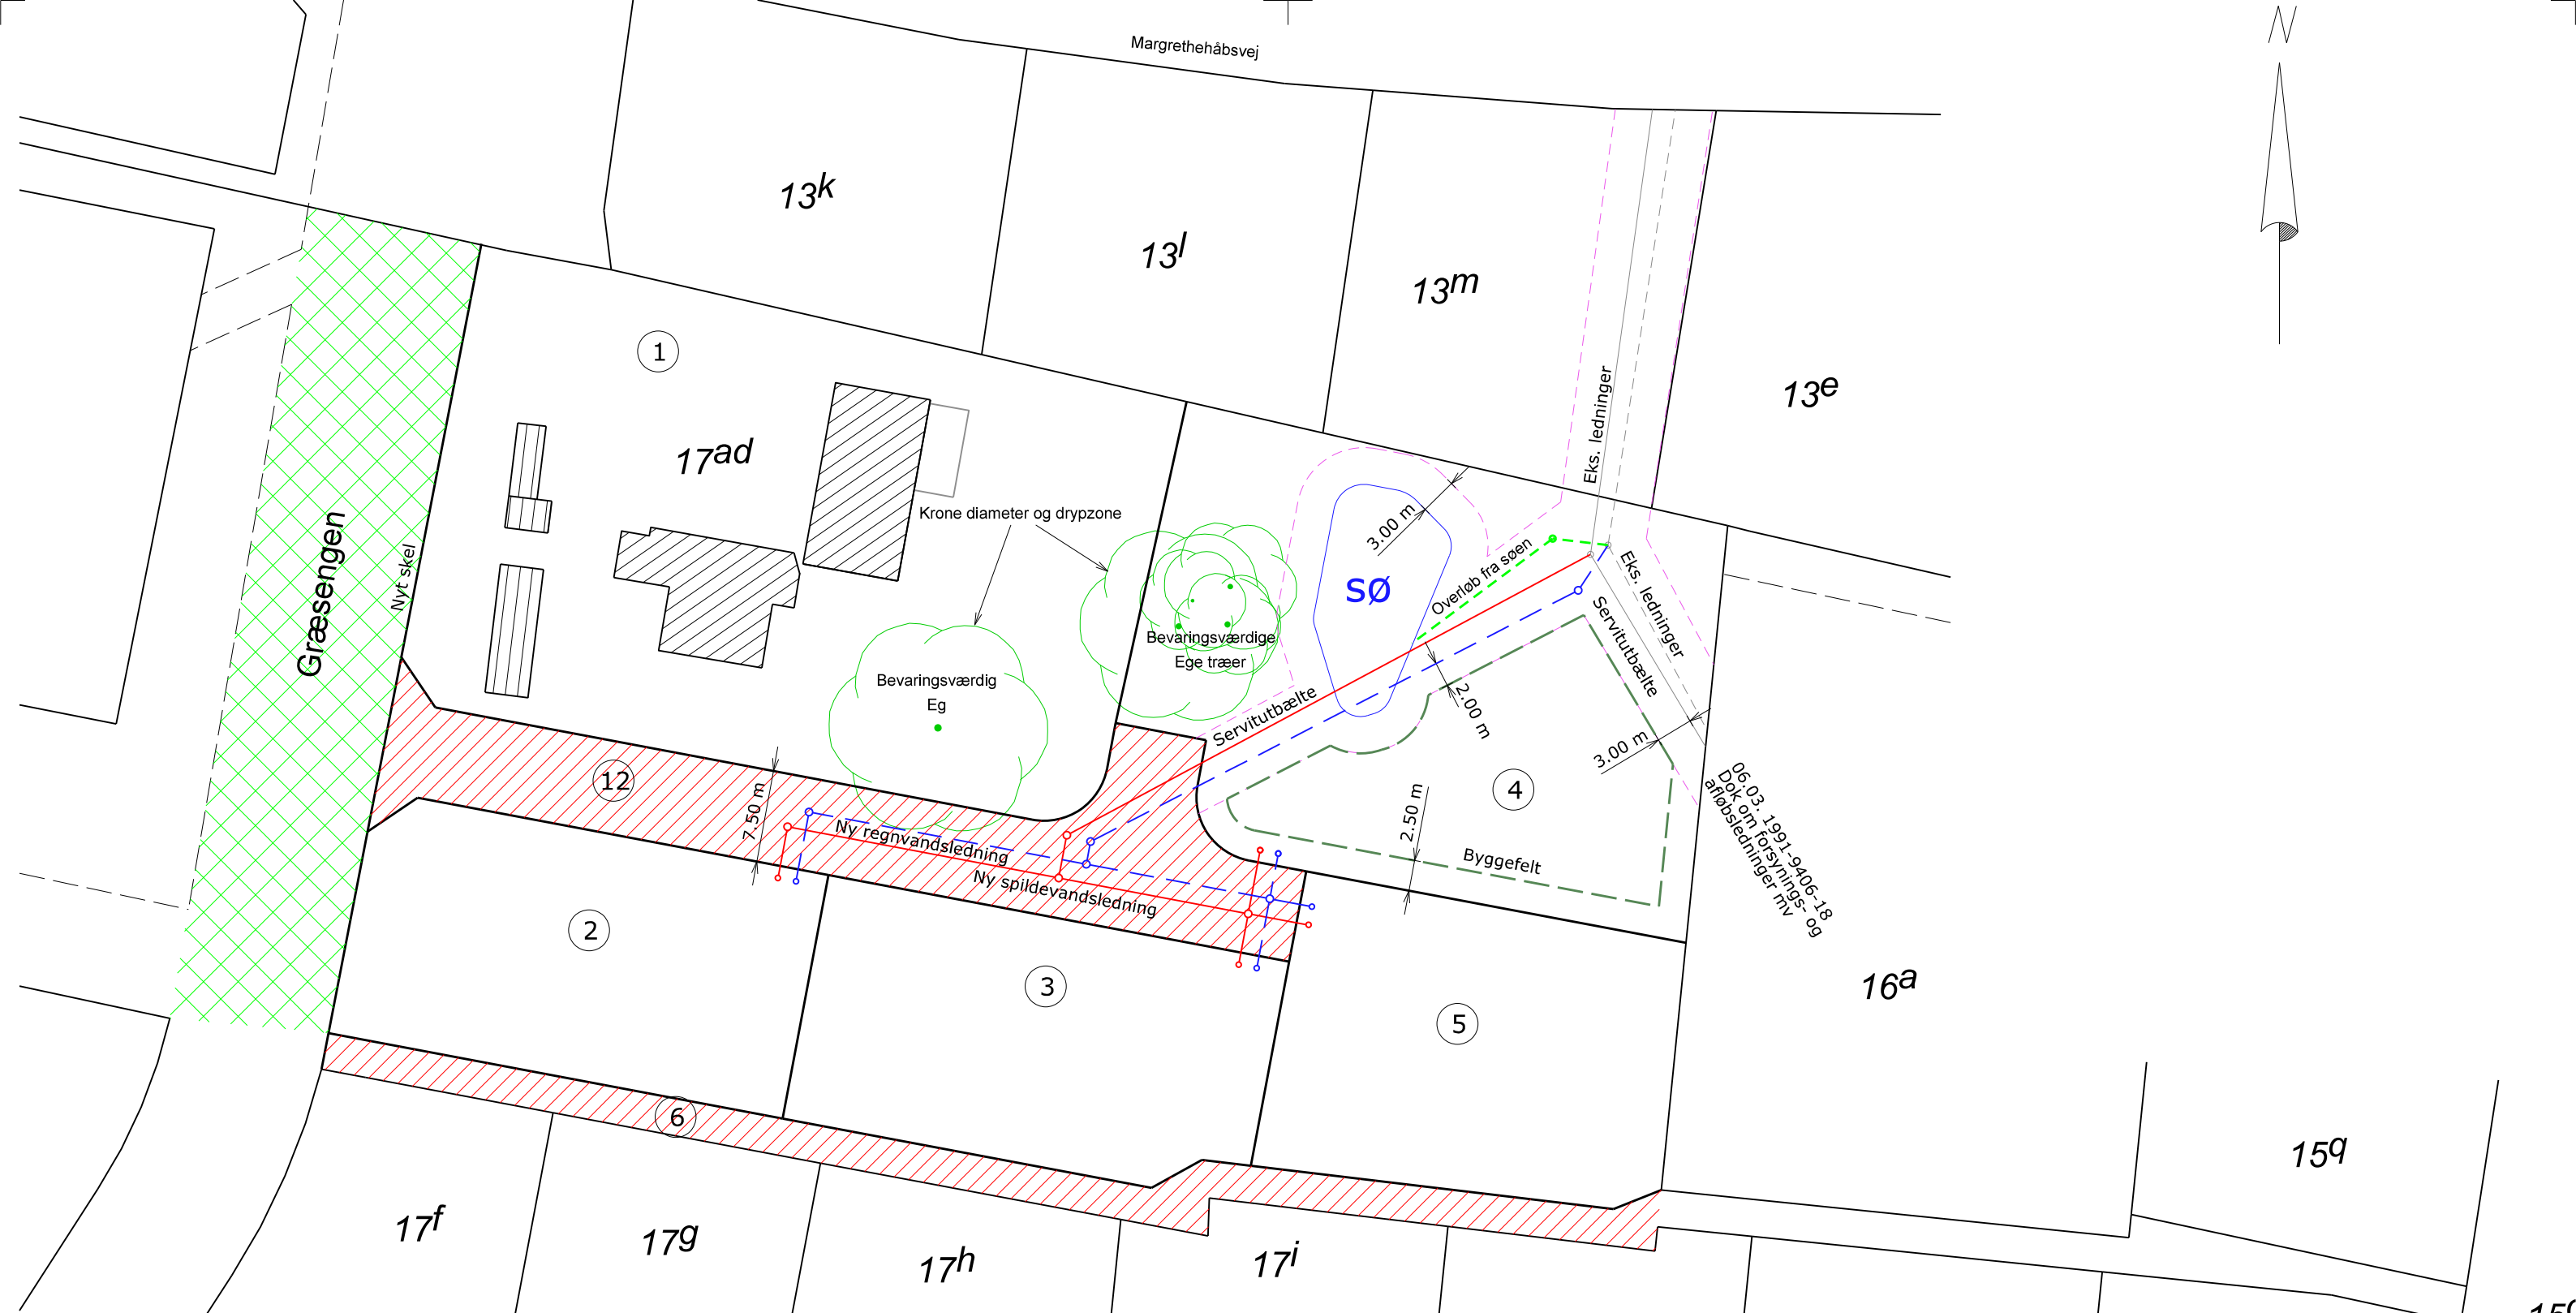 N
Margrethehåbsvej
13k
13l
13m
13e
1
17ad
Krone diameter og drypzone
Bevaringsværdig
Eg
Bevaringsværdige
Ege træer
Græsengen
Nyt skel
sø
3.00 m
Overløb fra søen
Eks. ledninger
Eks. ledninger
Servitutbælte
Servitutbælte
2.00 m
3.00 m
2.50 m
4
Byggefelt
06.03. 1991-9406-18
Dok om forsynings- og
afløbsledninger mv
12
7.50 m
Ny regnvandsledning
Ny spildevandsledning
2
3
5
6
16a
15q
17f
17g
17h
17i